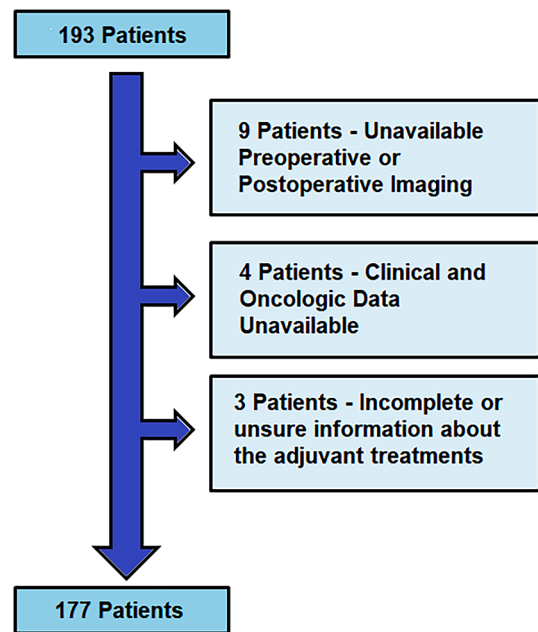 193 Patients
9 Patients - Unavailable
Preoperative or
Postoperative Imaging
4 Patients - Clinical and
Oncologic Data
Unavailable
3 Patients - Incomplete or
unsure information about
the adjuvant treatments
177 Patients